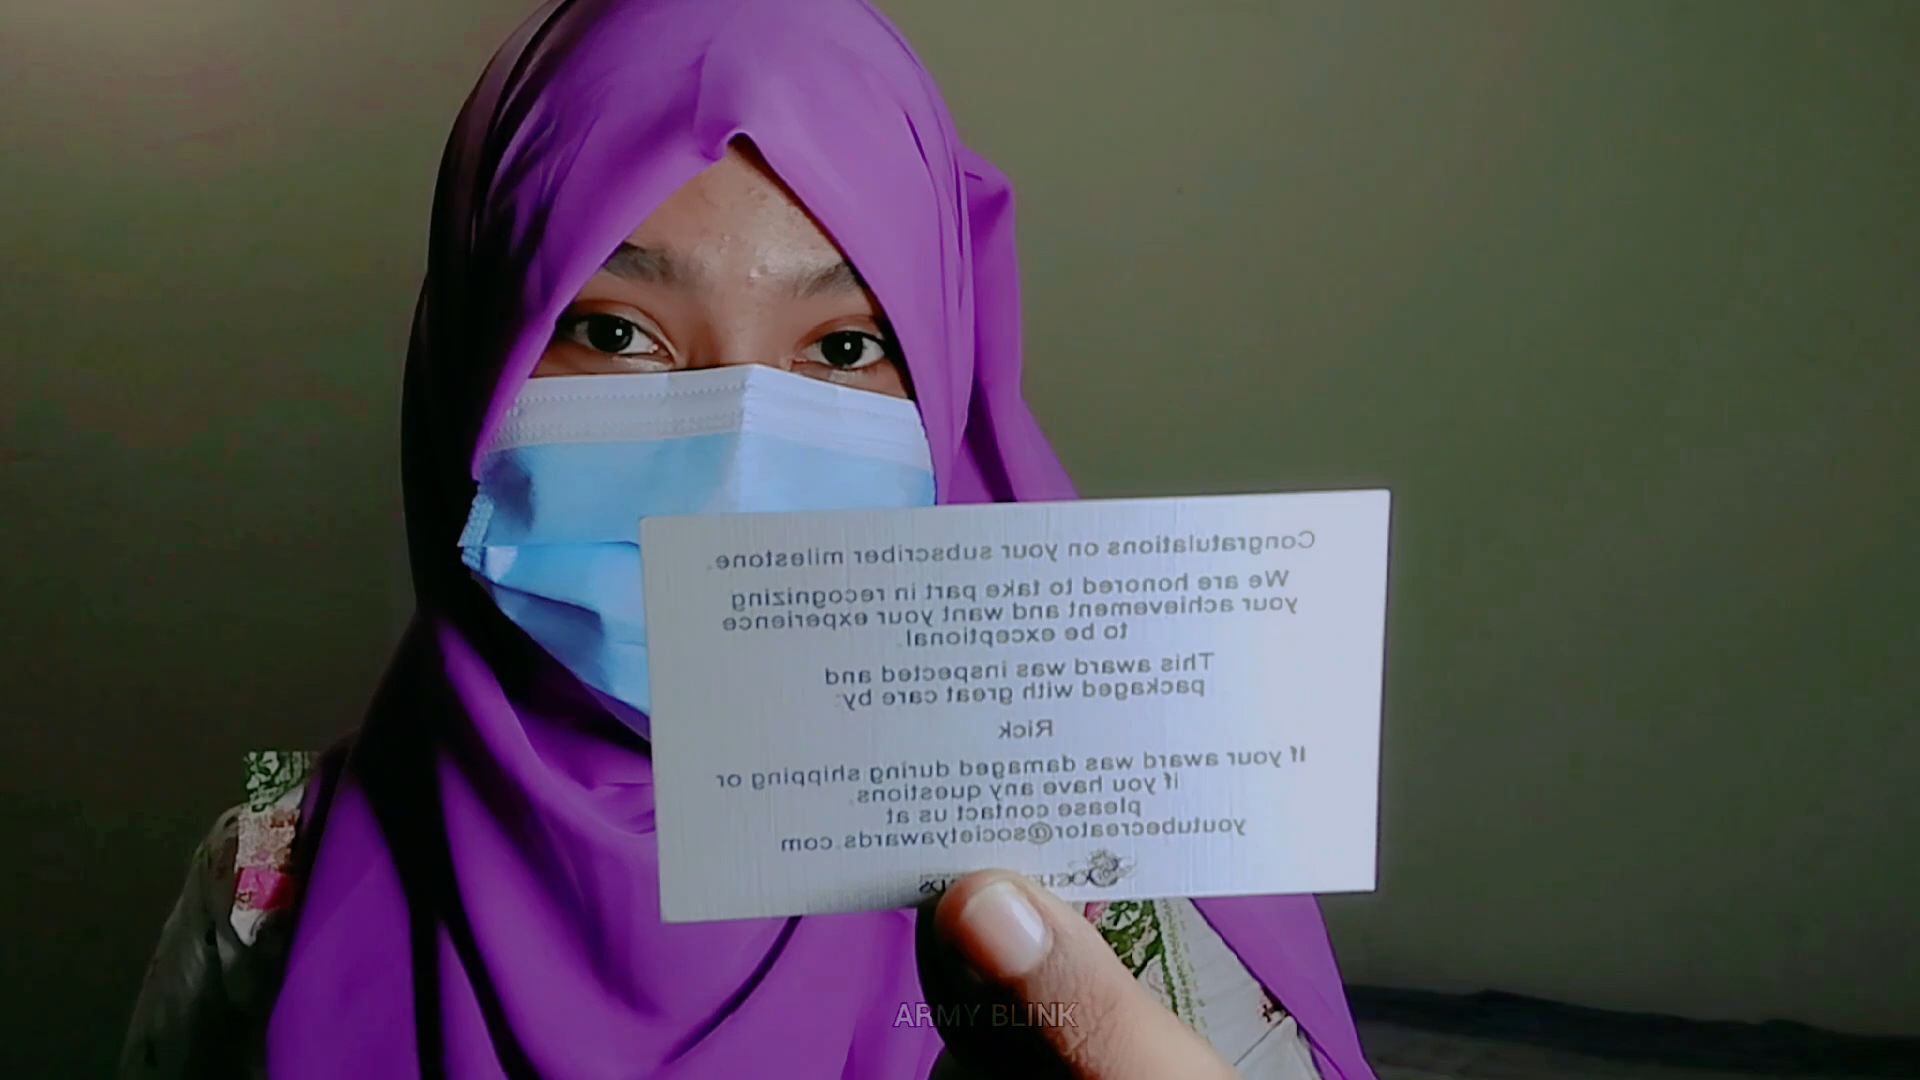 Congratulations on your subscriber milestone.
We are honored to take part in recognizing
your achievement and want your experience
to be exceptional.
This award was inspected and
packaged with great care by:
Rick
If your award was damaged during shipping or
if you have any questions,
please contact us at
youtubecreator@societyawards.com
ARMY BLINK